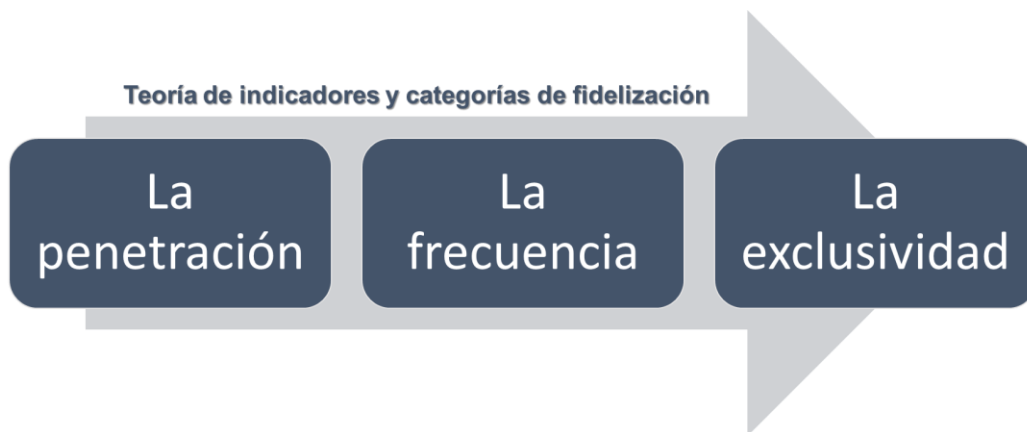 Teoría de indicadores y categorías de fidelización
La
penetración
La
frecuencia
La
exclusividad